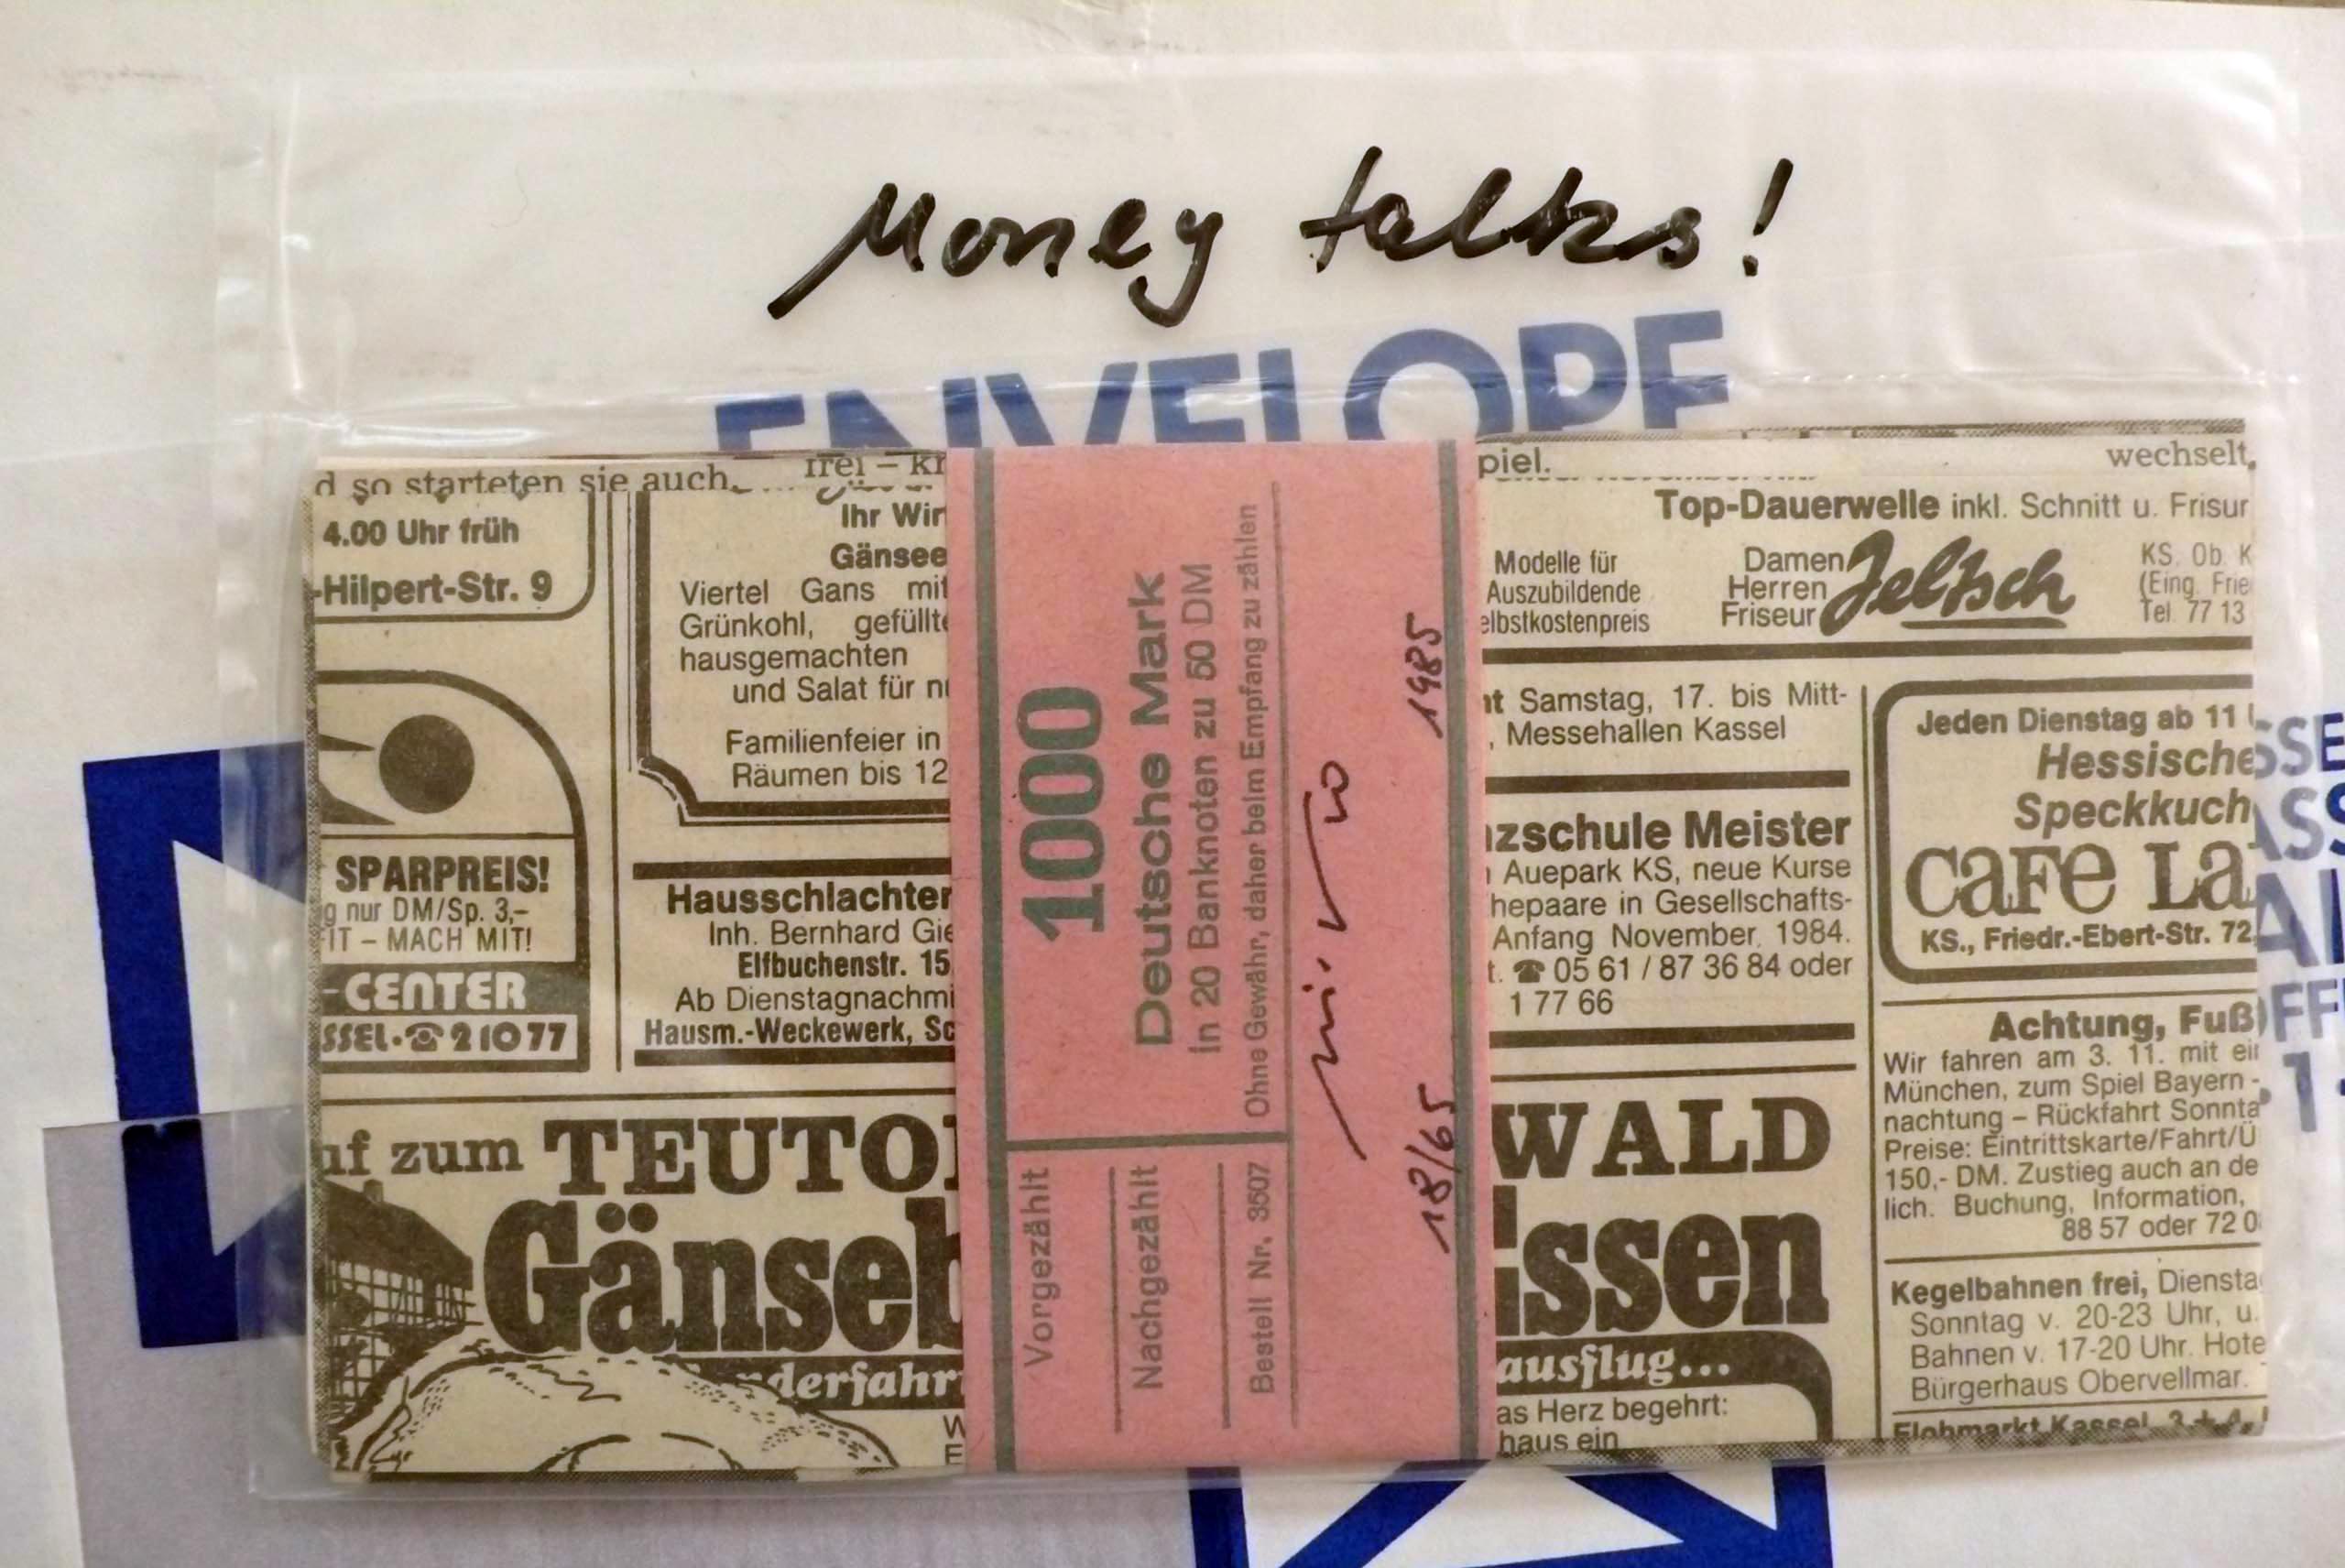 Money talks!
ENVELOPE
d so starteten sie auch.
frei – kr
4.00 Uhr früh
-Hilpert-Str. 9
SPARPREIS!
g nur DM/Sp. 3,–
IT – MACH MIT!
-CENTER
SSEL·☎21077
Ihr Wir
Gänsee
Viertel Gans mit
Grünkohl, gefüllte
hausgemachten
und Salat für nu
Familienfeier in
Räumen bis 12
Hausschlachter
Inh. Bernhard Gie
Elfbuchenstr. 15
Ab Dienstagnachmi
Hausm.-Weckewerk, Sc
uf zum TEUTO
Gänseb
nderfahr
1000
Deutsche Mark
in 20 Banknoten zu 50 DM
Ohne Gewähr, daher beim Empfang zu zählen
Vorgezählt
Nachgezählt
Bestell Nr. 3507
18/65 1985
piel.
wechselt,
Top-Dauerwelle inkl. Schnitt u. Frisur
Modelle für
Auszubildende
elbstkostenpreis
Damen
Herren
Friseur
Jeltsch
KS. Ob. K
(Eing. Frie
Tel. 77 13
nt Samstag, 17. bis Mitt-
, Messehallen Kassel
nzschule Meister
Auepark KS, neue Kurse
hepaare in Gesellschafts-
Anfang November 1984.
t. ☎ 05 61 / 87 36 84 oder
1 77 66
WALD
Essen
ausflug...
as Herz begehrt:
haus ein
Jeden Dienstag ab 11
Hessische
Speckkuch
CAFE La
KS., Friedr.-Ebert-Str. 72
Achtung, Fuß
Wir fahren am 3. 11. mit ein
München, zum Spiel Bayern -
nachtung – Rückfahrt Sonnta
Preise: Eintrittskarte/Fahrt/Ü
150,- DM. Zustieg auch an de
lich. Buchung, Information,
88 57 oder 72 0
Kegelbahnen frei, Diensta
Sonntag v. 20-23 Uhr, u.
Bahnen v. 17-20 Uhr. Hote
Bürgerhaus Obervellmar.
Flohmarkt Kassel, 3. + 4.